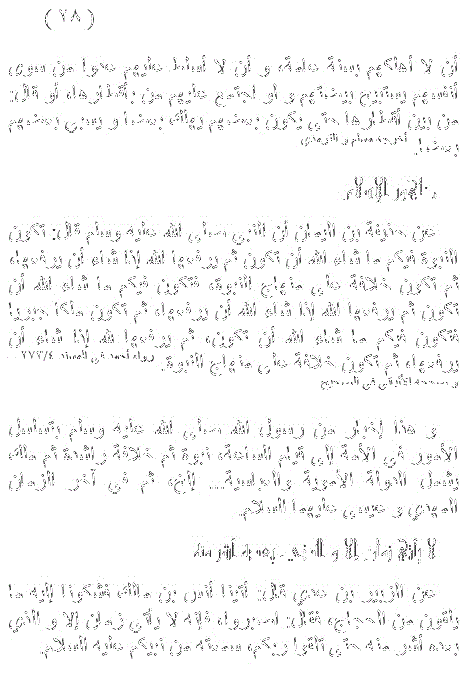 ( ٢٨ )
أن لا أهلكهم بسنة عامة، و أن لا أسلط عليهم عدوا من سوى
أنفسهم يستبيح بيضتهم و لو اجتمع عليهم من بأقطارها، أو قال:
من بين أقطارها حتى يكون بعضهم يهلك بعضا و يسبي بعضهم
بعضا. أخرجه مسلم و الترمذي
عن حذيفة بن اليمان أن النبي صلى الله عليه وسلم قال: تكون
النبوة فيكم ما شاء الله أن تكون ثم يرفعها الله إذا شاء أن يرفعها،
ثم تكون خلافة على منهاج النبوة، فتكون فيكم ما شاء الله أن
تكون ثم يرفعها الله إذا شاء الله أن يرفعها، ثم تكون ملكا جبريا
فتكون فيكم ما شاء الله أن تكون، ثم يرفعها الله إذا شاء أن
يرفعها، ثم تكون خلافة على منهاج النبوة. رواه أحمد في المسند ٢٧٣/٤
و صححه الألباني في الصحيح
و هذا إخبار من رسول الله صلى الله عليه وسلم بتسلسل
الأمور في الأمة إلى قيام الساعة، نبوة ثم خلافة راشدة ثم ملك
يشمل الدولة الأموية والعباسية... إلخ، ثم في آخر الزمان
المهدي و عيسى عليهما السلام.
لا يأتي زمان إلا و الذي بعده أشر منه
عن الزبير بن عدي قال: أتينا أنس بن مالك فشكونا إليه ما
يلقون من الحجاج، فقال: اصبروا، فإنه لا يأتي زمان إلا و الذي
بعده أشر منه حتى تلقوا ربكم، سمعته من نبيكم عليه السلام.